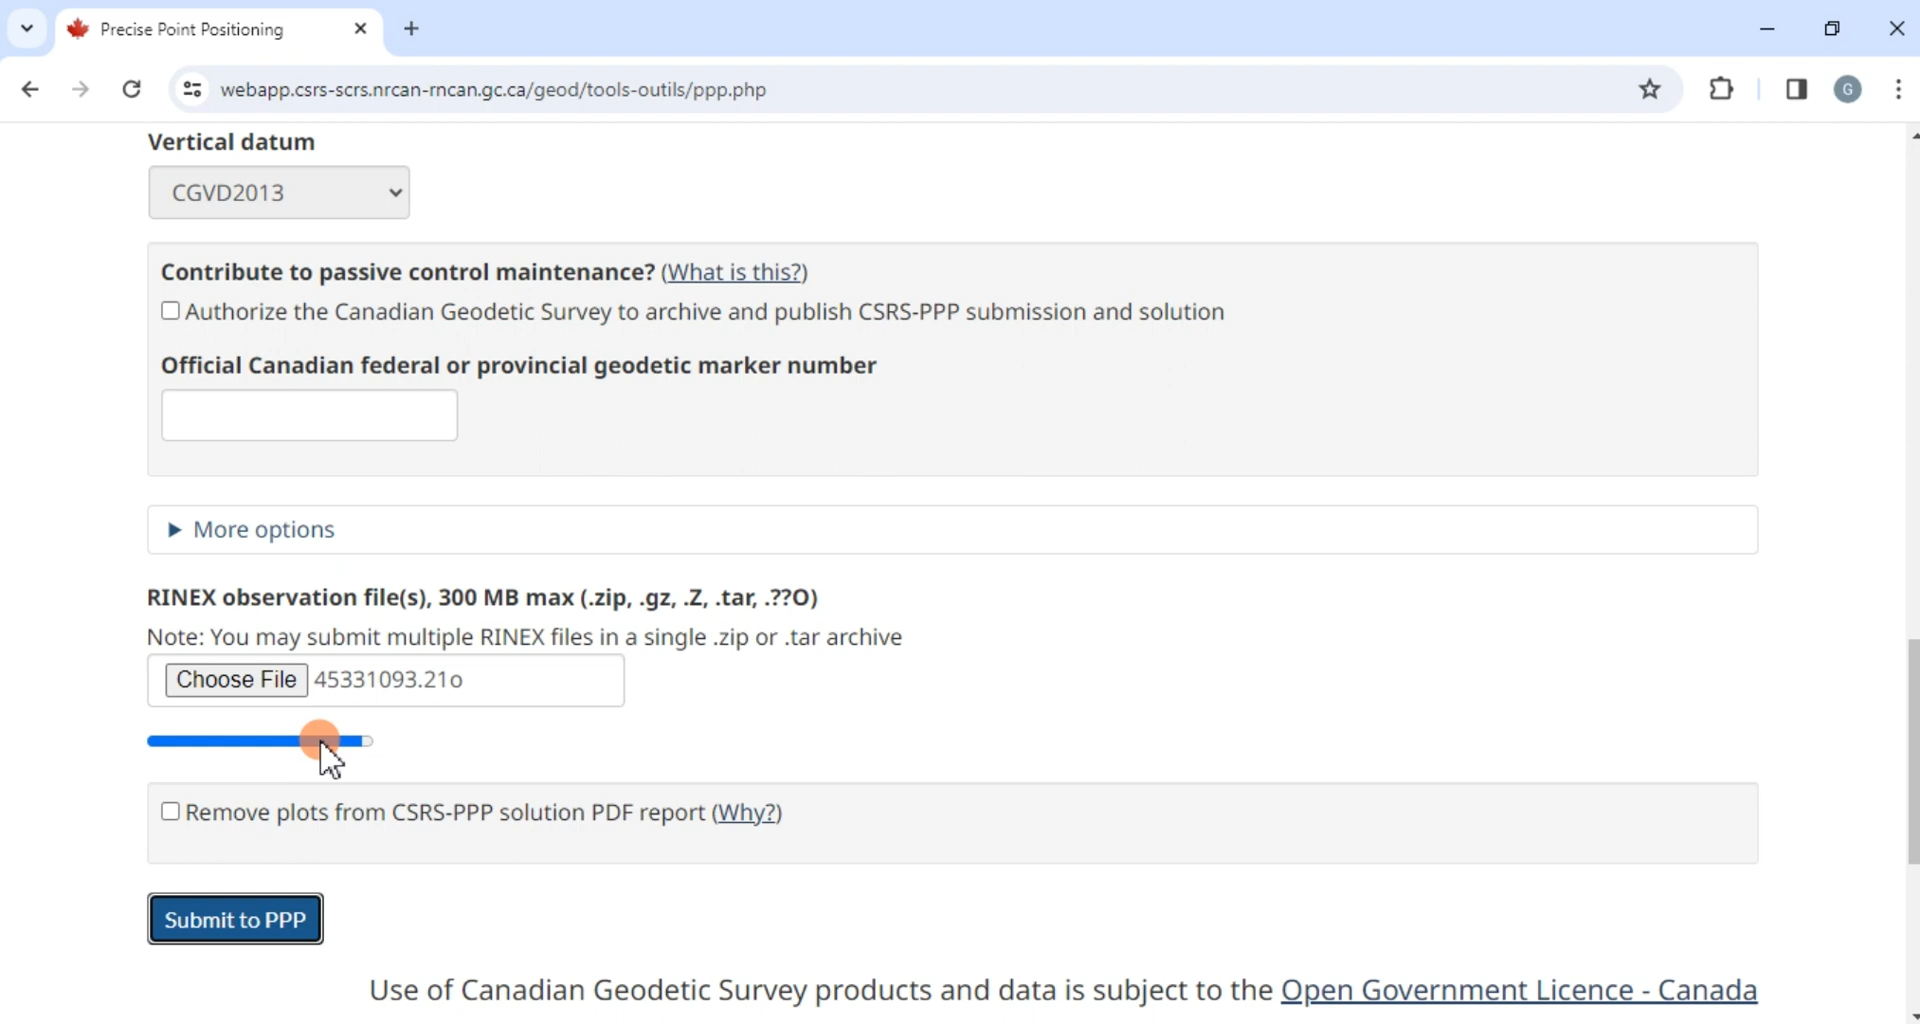 Precise Point Positioning
webapp.csrs-scrs.nrcan-rncan.gc.ca/geod/tools-outils/ppp.php
G
Vertical datum
CGVD2013
Contribute to passive control maintenance? (What is this?)
Authorize the Canadian Geodetic Survey to archive and publish CSRS-PPP submission and solution
Official Canadian federal or provincial geodetic marker number
More options
RINEX observation file(s), 300 MB max (.zip, .gz, .Z, .tar, .??O)
Note: You may submit multiple RINEX files in a single .zip or .tar archive
Choose File 45331093.21o
Remove plots from CSRS-PPP solution PDF report (Why?)
Submit to PPP
Use of Canadian Geodetic Survey products and data is subject to the Open Government Licence - Canada